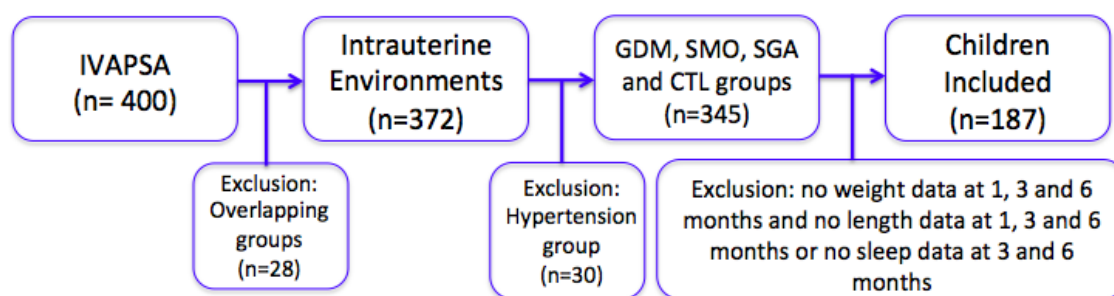 IVAPSA
(n= 400)
Intrauterine
Environments
(n=372)
GDM, SMO, SGA
and CTL groups
(n=345)
Children
Included
(n=187)
Exclusion:
Overlapping
groups
(n=28)
Exclusion:
Hypertension
group
(n=30)
Exclusion: no weight data at 1, 3 and 6
months and no length data at 1, 3 and 6
months or no sleep data at 3 and 6
months